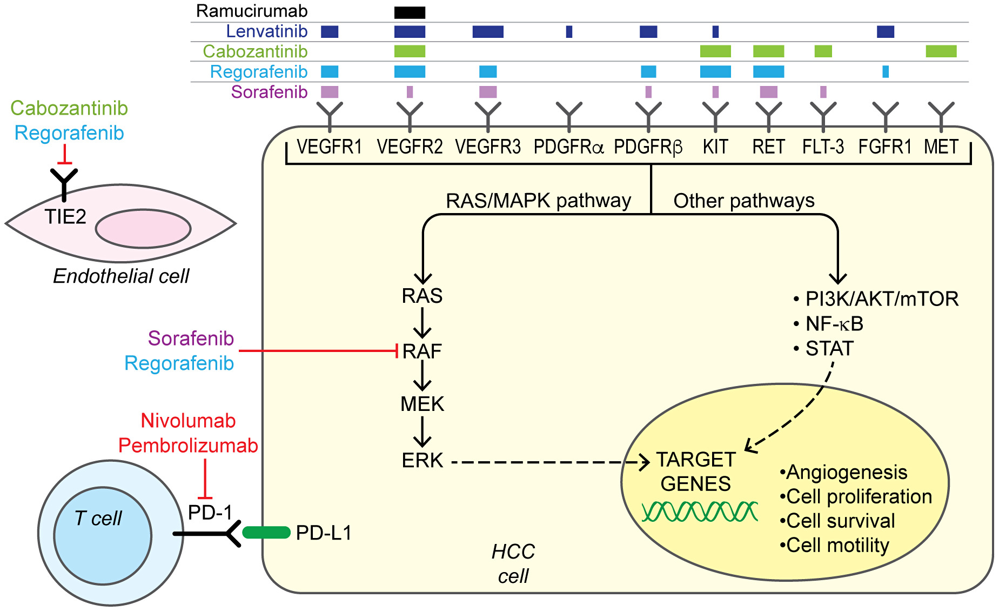 Ramucirumab
Lenvatinib
Cabozantinib
Regorafenib
Sorafenib
Cabozantinib
Regorafenib
TIE2
Endothelial cell
VEGFR1 VEGFR2 VEGFR3 PDGFRα PDGFRβ KIT RET FLT-3 FGFR1 MET
RAS/MAPK pathway
Other pathways
RAS
RAF
MEK
ERK
• PI3K/AKT/mTOR
• NF-κB
• STAT
Sorafenib
Regorafenib
Nivolumab
Pembrolizumab
T cell
PD-1
PD-L1
TARGET
GENES
•Angiogenesis
•Cell proliferation
•Cell survival
•Cell motility
HCC
cell